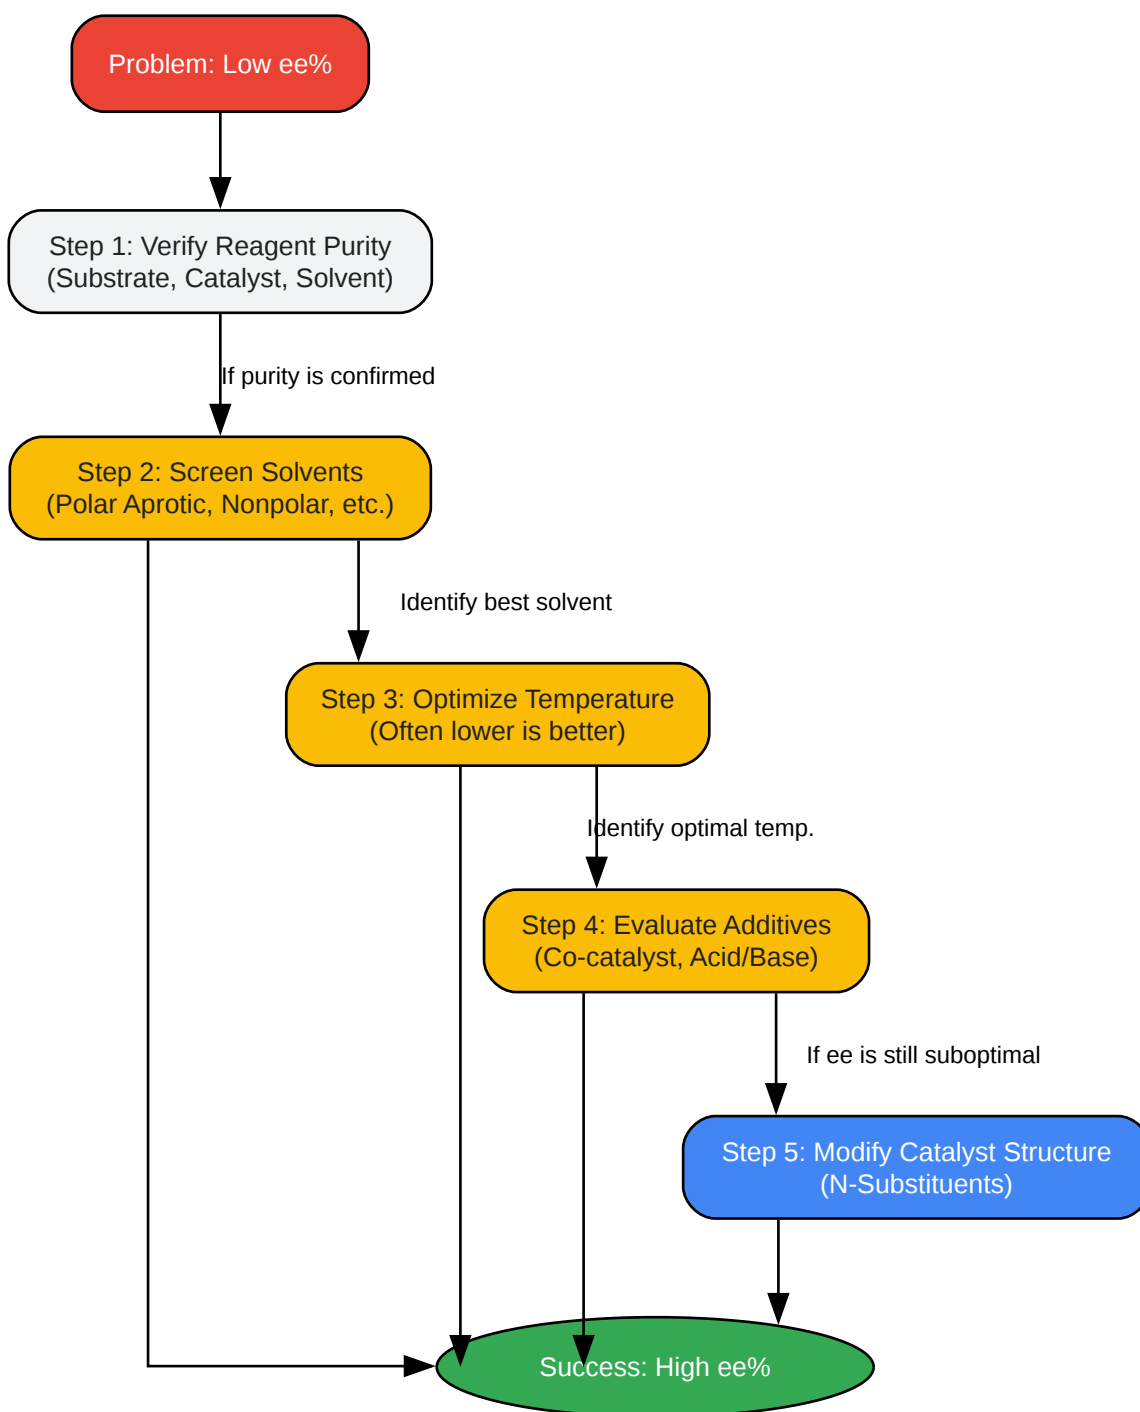 Problem: Low ee%
Step 1: Verify Reagent Purity
(Substrate, Catalyst, Solvent)
If purity is confirmed
Step 2: Screen Solvents
(Polar Aprotic, Nonpolar, etc.)
Identify best solvent
Step 3: Optimize Temperature
(Often lower is better)
Identify optimal temp.
Step 4: Evaluate Additives
(Co-catalyst, Acid/Base)
If ee is still suboptimal
Step 5: Modify Catalyst Structure
(N-Substituents)
Success: High ee%